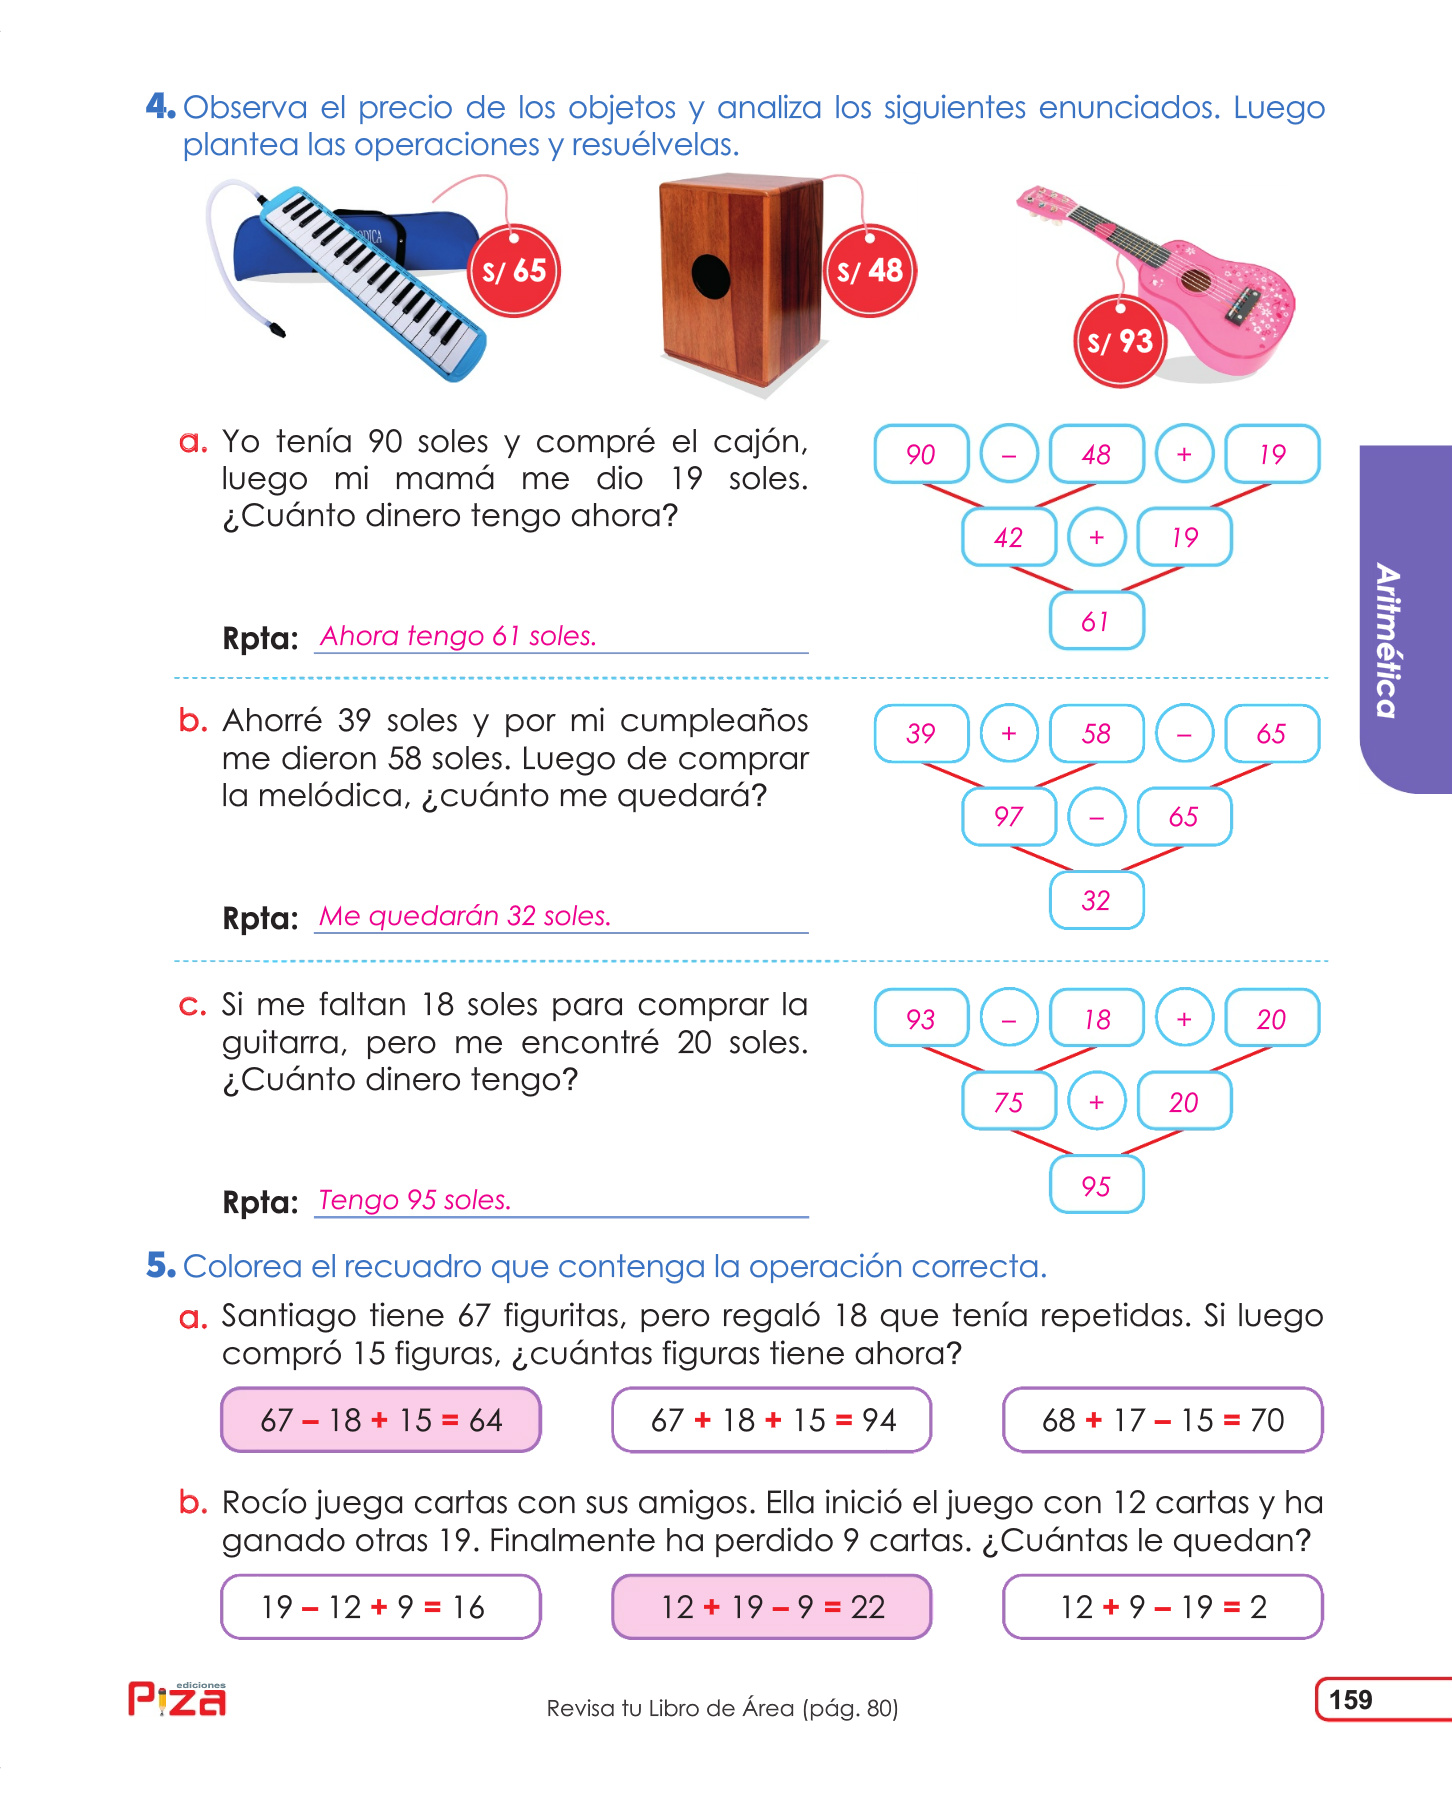 4. Observa el precio de los objetos y analiza los siguientes enunciados. Luego
plantea las operaciones y resuélvelas.
S/ 65
S/ 48
S/ 93
a. Yo tenía 90 soles y compré el cajón,
luego mi mamá me dio 19 soles.
¿Cuánto dinero tengo ahora?
90 – 48 + 19
42 + 19
61
Rpta: Ahora tengo 61 soles.
Aritmética
b. Ahorré 39 soles y por mi cumpleaños
me dieron 58 soles. Luego de comprar
la melódica, ¿cuánto me quedará?
39 + 58 – 65
97 – 65
32
Rpta: Me quedarán 32 soles.
c. Si me faltan 18 soles para comprar la
guitarra, pero me encontré 20 soles.
¿Cuánto dinero tengo?
93 – 18 + 20
75 + 20
95
Rpta: Tengo 95 soles.
5. Colorea el recuadro que contenga la operación correcta.
a. Santiago tiene 67 figuritas, pero regaló 18 que tenía repetidas. Si luego
compró 15 figuras, ¿cuántas figuras tiene ahora?
67 – 18 + 15 = 64
67 + 18 + 15 = 94
68 + 17 – 15 = 70
b. Rocío juega cartas con sus amigos. Ella inició el juego con 12 cartas y ha
ganado otras 19. Finalmente ha perdido 9 cartas. ¿Cuántas le quedan?
19 – 12 + 9 = 16
12 + 19 – 9 = 22
12 + 9 – 19 = 2
ediciones
Piza
Revisa tu Libro de Área (pág. 80)
159